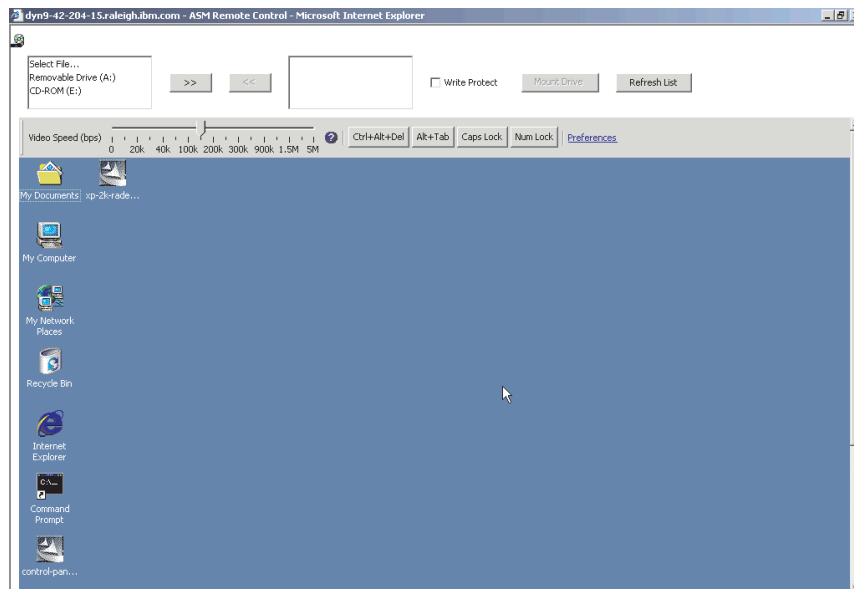 dyn9-42-204-15.raleigh.ibm.com - ASM Remote Control - Microsoft Internet Explorer
Select File...
Removable Drive (A:)
CD-ROM (E:)
>>
<<
Write Protect
Mount Drive
Refresh List
Video Speed (bps)
0 20k 40k 100k 200k 300k 900k 1.5M 5M
?
Ctrl+Alt+Del
Alt+Tab
Caps Lock
Num Lock
Preferences
My Documents
xp-2k-rade...
My Computer
My Network
Places
Recycle Bin
Internet
Explorer
C:\_
Command
Prompt
control-pan...